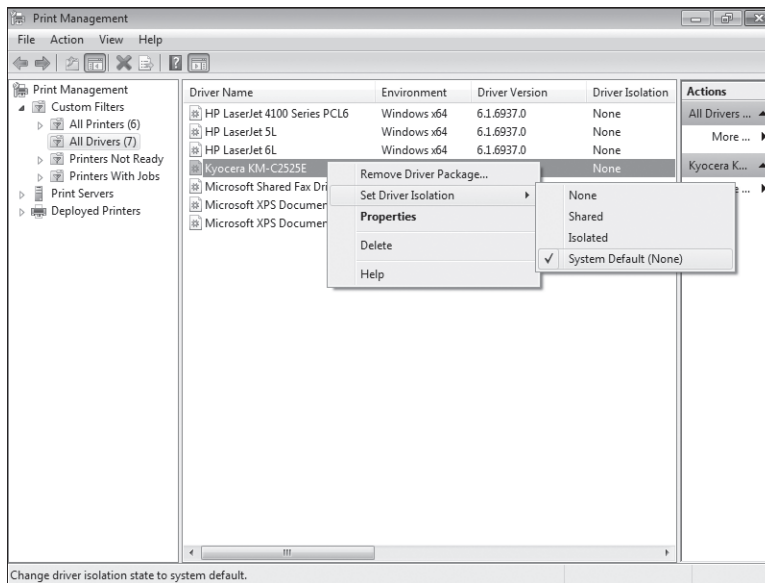 Print Management
File Action View Help
Print Management
Custom Filters
All Printers (6)
All Drivers (7)
Printers Not Ready
Printers With Jobs
Print Servers
Deployed Printers
Driver Name Environment Driver Version Driver Isolation
HP LaserJet 4100 Series PCL6 Windows x64 6.1.6937.0 None
HP LaserJet 5L Windows x64 6.1.6937.0 None
HP LaserJet 6L Windows x64 6.1.6937.0 None
Kyocera KM-C2525E None
Microsoft Shared Fax Dri
Microsoft XPS Documen
Microsoft XPS Documen
Remove Driver Package...
Set Driver Isolation
Properties
Delete
Help
None
Shared
Isolated
System Default (None)
Actions
All Drivers ...
More ...
Kyocera K...
...
Change driver isolation state to system default.